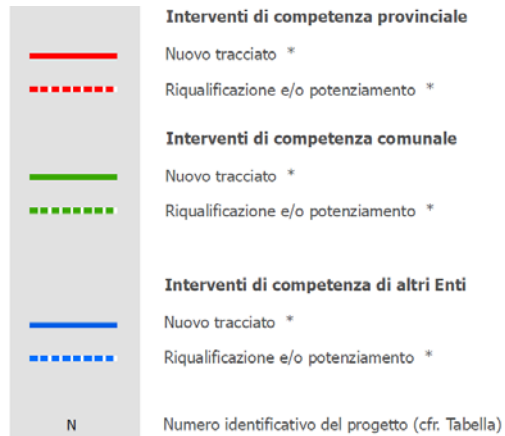 Interventi di competenza provinciale
Nuovo tracciato *
Riqualificazione e/o potenziamento *
Interventi di competenza comunale
Nuovo tracciato *
Riqualificazione e/o potenziamento *
Interventi di competenza di altri Enti
Nuovo tracciato *
Riqualificazione e/o potenziamento *
N Numero identificativo del progetto (cfr. Tabella)